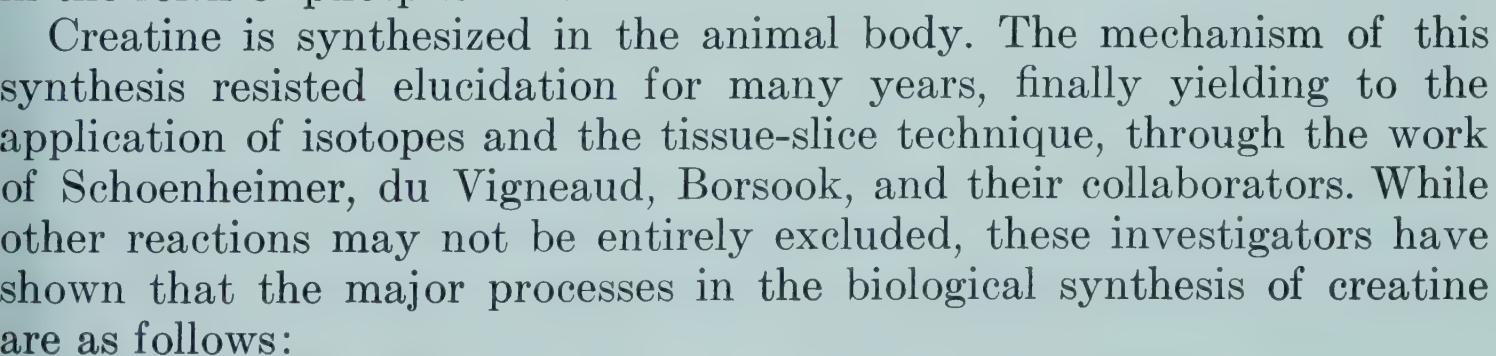 Creatine is synthesized in the animal body. The mechanism of this
synthesis resisted elucidation for many years, finally yielding to the
application of isotopes and the tissue-slice technique, through the work
of Schoenheimer, du Vigneaud, Borsook, and their collaborators. While
other reactions may not be entirely excluded, these investigators have
shown that the major processes in the biological synthesis of creatine
are as follows: